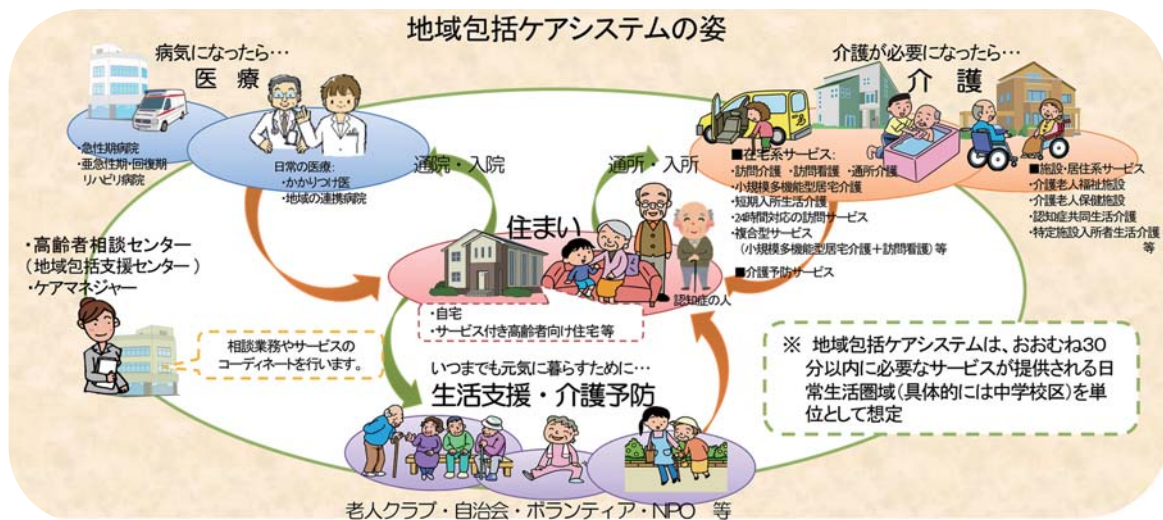 地域包括ケアシステムの姿
病気になったら…
医 療
・急性期病院
・亜急性期・回復期
リハビリ病院
日常の医療:
・かかりつけ医
・地域の連携病院
通院・入院
通所・入所
介護が必要になったら…
介 護
■在宅系サービス:
・訪問介護 ・訪問看護 ・通所介護
・小規模多機能型居宅介護
・短期入所生活介護
・24時間対応の訪問サービス
・複合型サービス
(小規模多機能型居宅介護+訪問看護)等
■介護予防サービス
■施設・居住系サービス
・介護老人福祉施設
・介護老人保健施設
・認知症共同生活介護
・特定施設入所者生活介護
等
住まい
認知症の人
・自宅
・サービス付き高齢者向け住宅 等
・高齢者相談センター
(地域包括支援センター)
・ケアマネジャー
相談業務やサービスの
コーディネートを行います。
いつまでも元気に暮らすために…
生活支援・介護予防
老人クラブ・自治会・ボランティア・NPO 等
※ 地域包括ケアシステムは、おおむね30
分以内に必要なサービスが提供される日
常生活圏域(具体的には中学校区)を単
位として想定